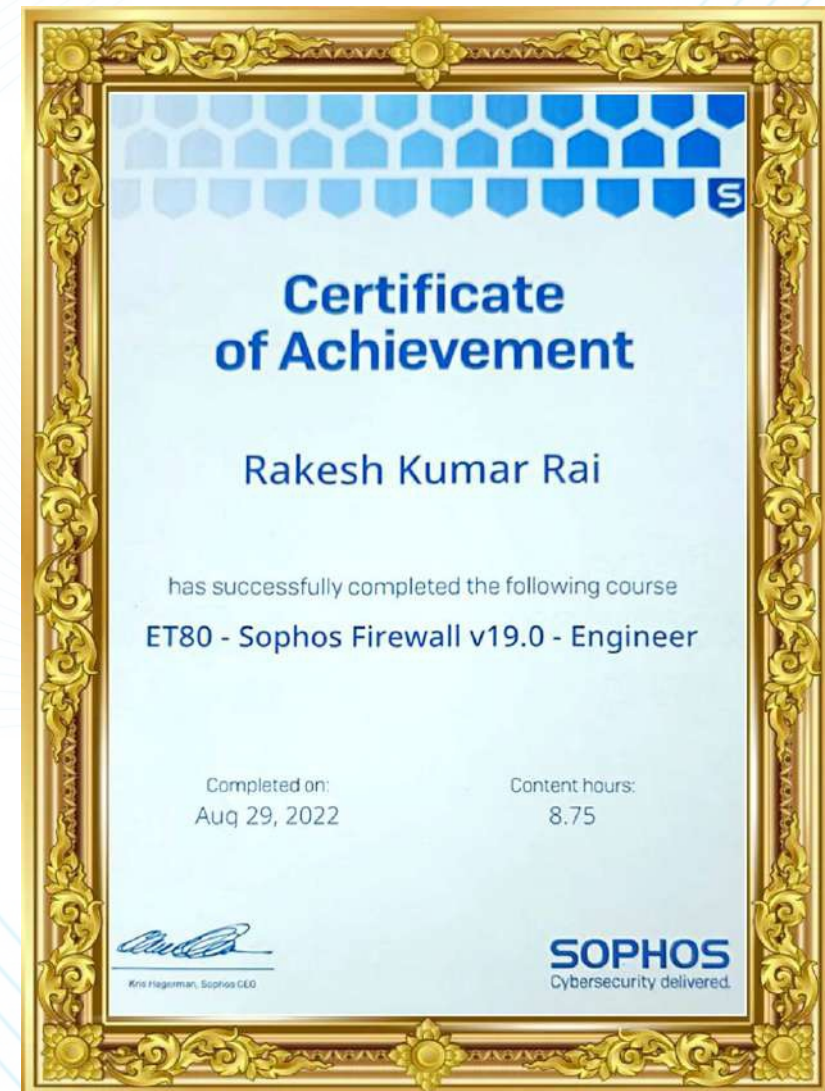 S
Certificate
of Achievement
Rakesh Kumar Rai
has successfully completed the following course
ET80 - Sophos Firewall v19.0 - Engineer
Completed on:
Content hours:
Aug 29, 2022
8.75
Kris Hagerman, Sophos CEO
SOPHOS
Cybersecurity delivered.